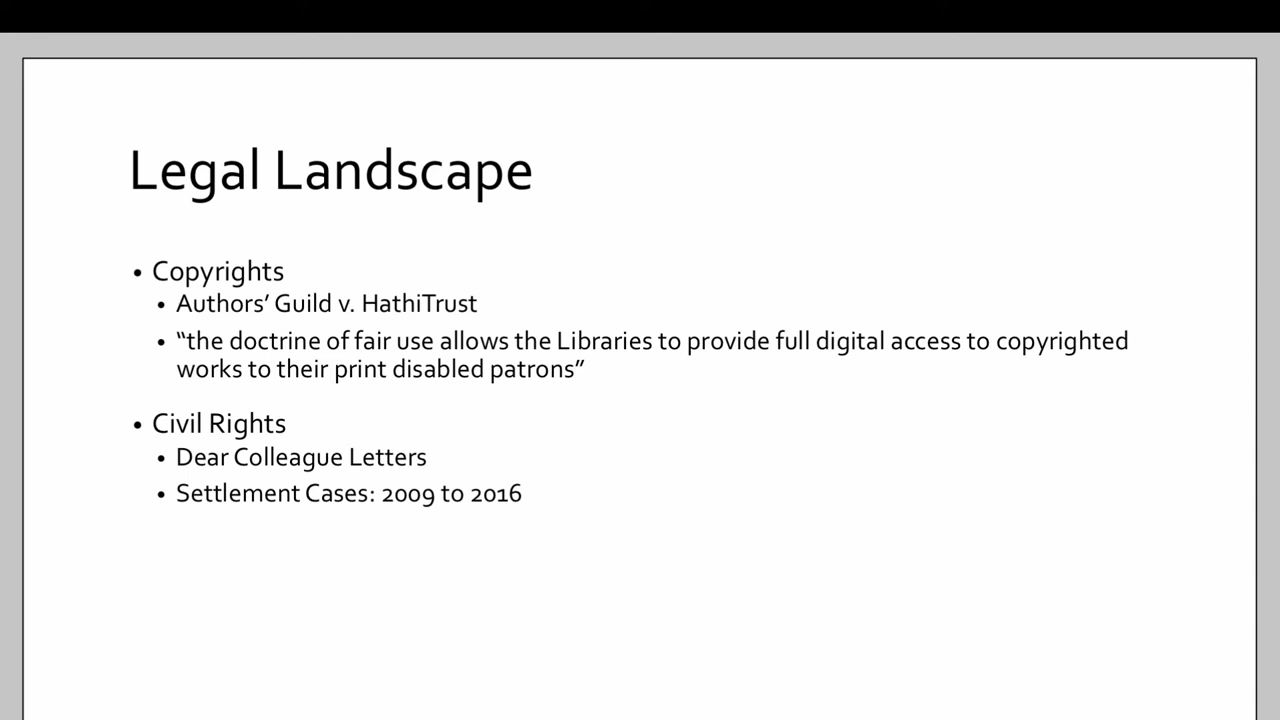 Legal Landscape
• Copyrights
• Authors’ Guild v. HathiTrust
• “the doctrine of fair use allows the Libraries to provide full digital access to copyrighted
works to their print disabled patrons”
• Civil Rights
• Dear Colleague Letters
• Settlement Cases: 2009 to 2016